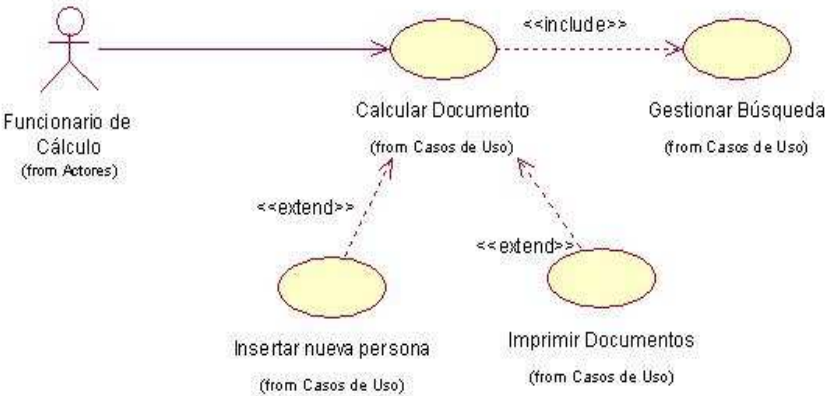 <<include>>
Calcular Documento
(from Casos de Uso)
Gestionar Búsqueda
(from Casos de Uso)
Funcionario de
Cálculo
(from Actores)
<<extend>>
<<extend>>
Insertar nueva persona
(from Casos de Uso)
Imprimir Documentos
(from Casos de Uso)